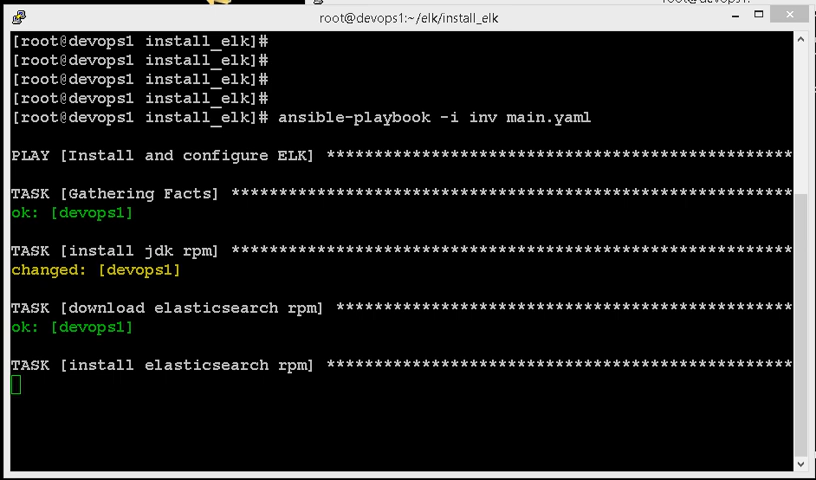 root@devops1:~/elk/install_elk
[root@devops1 install_elk]#
[root@devops1 install_elk]#
[root@devops1 install_elk]#
[root@devops1 install_elk]#
[root@devops1 install_elk]# ansible-playbook -i inv main.yaml
PLAY [Install and configure ELK] *************************************************
TASK [Gathering Facts] ***********************************************************
ok: [devops1]
TASK [install jdk rpm] ***********************************************************
changed: [devops1]
TASK [download elasticsearch rpm] ************************************************
ok: [devops1]
TASK [install elasticsearch rpm] *************************************************